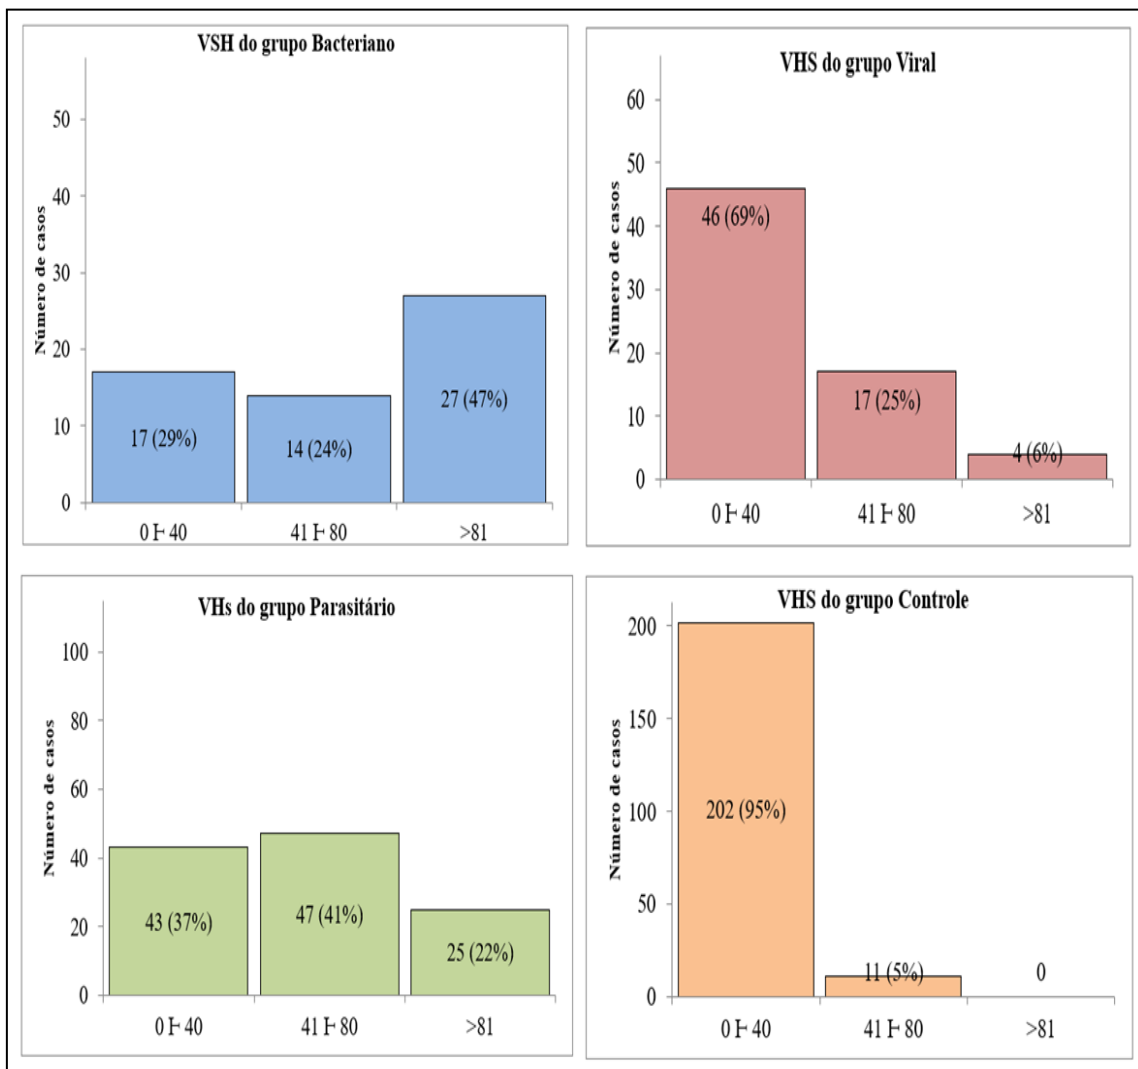 VSH do grupo Bacteriano
Número de casos
50
40
30
20
10
0
17 (29%)
14 (24%)
27 (47%)
0 Ⱶ 40
41 Ⱶ 80
>81
VHS do grupo Viral
Número de casos
60
50
40
30
20
10
0
46 (69%)
17 (25%)
4 (6%)
0 Ⱶ 40
41 Ⱶ 80
>81
VHs do grupo Parasitário
Número de casos
100
80
60
40
20
0
43 (37%)
47 (41%)
25 (22%)
0 Ⱶ 40
41 Ⱶ 80
>81
VHS do grupo Controle
Número de casos
200
150
100
50
0
202 (95%)
11 (5%)
0
0 Ⱶ 40
41 Ⱶ 80
>81